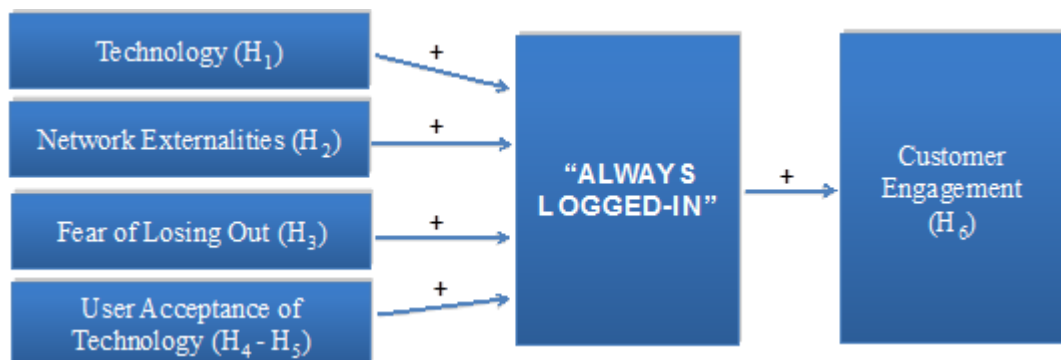 Technology (H₁)
+
Network Externalities (H₂)
+
Fear of Losing Out (H₃)
+
User Acceptance of
Technology (H₄ - H₅)
+
“ALWAYS
LOGGED-IN”
+
Customer
Engagement
(H₆)